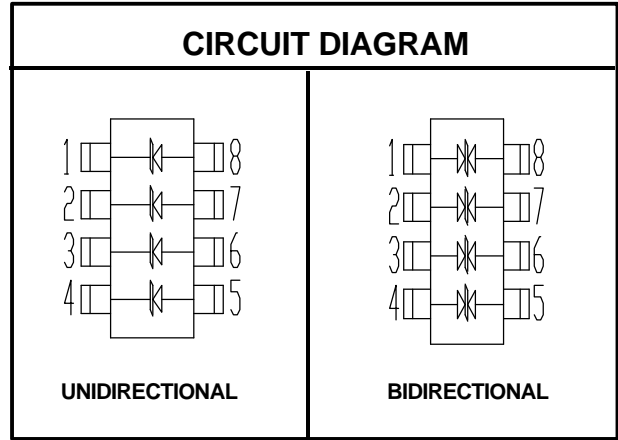 CIRCUIT DIAGRAM
1 8 1 8
2 7 2 7
3 6 3 6
4 5 4 5
UNIDIRECTIONAL BIDIRECTIONAL